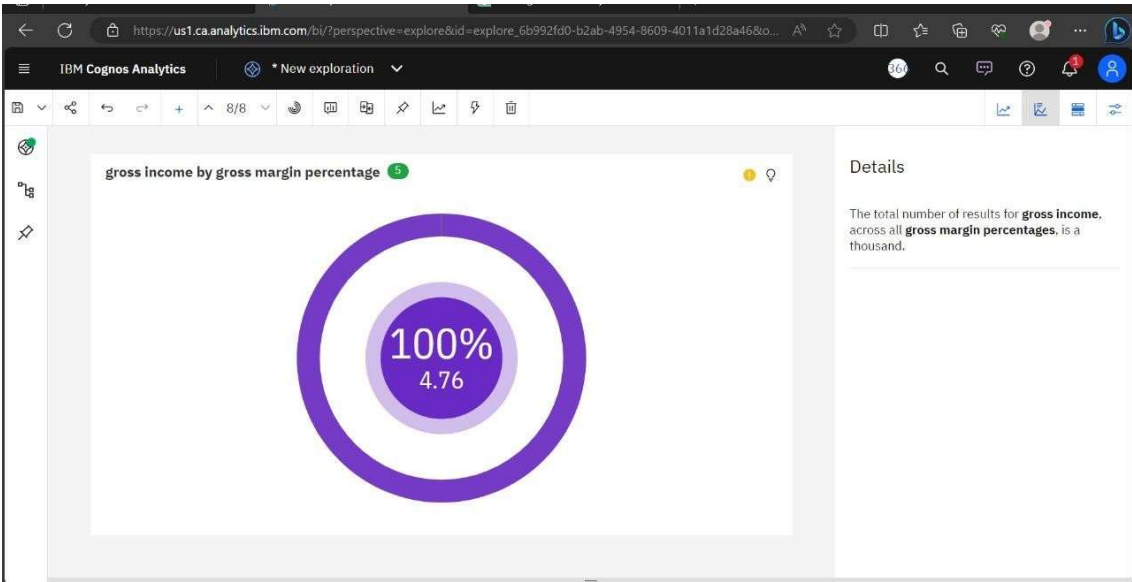 https://us1.ca.analytics.ibm.com/bi/?perspective=explore&id=explore_6b992fd0-b2ab-4954-8609-4011a1d28a46&o...
IBM Cognos Analytics
* New exploration
366
1
8/8
gross income by gross margin percentage 5
100%
4.76
Details
The total number of results for gross income,
across all gross margin percentages, is a
thousand.